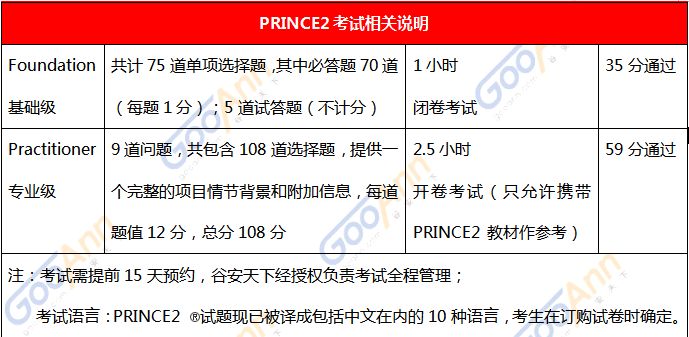 PRINCE2 考试相关说明
Foundation
基础级
共计 75 道单项选择题,其中必答题 70 道
（每题 1 分）；5 道试答题（不计分）
1 小时
闭卷考试
35 分通过
Practitioner
专业级
9 道问题，共包含 108 道选择题，提供一
个完整的项目情节背景和附加信息，每道
题值 12 分，总分 108 分
2.5 小时
开卷考试（只允许携带
PRINCE2 教材作参考）
59 分通过
注：考试需提前 15 天预约，谷安天下经授权负责考试全程管理；
考试语言：PRINCE2 ®试题现已被译成包括中文在内的 10 种语言，考生在订购试卷时确定。
GooAnn